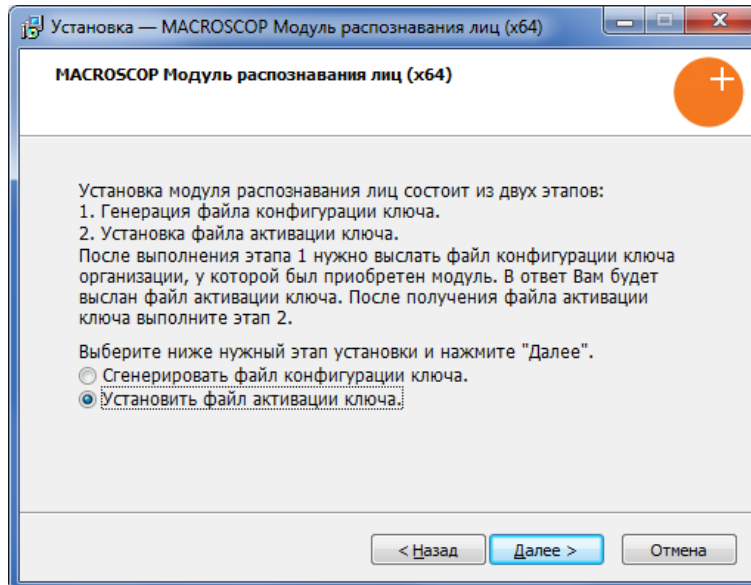 Установка — MACROSCOP Модуль распознавания лиц (x64)
MACROSCOP Модуль распознавания лиц (x64)
Установка модуля распознавания лиц состоит из двух этапов:
1. Генерация файла конфигурации ключа.
2. Установка файла активации ключа.
После выполнения этапа 1 нужно выслать файл конфигурации ключа
организации, у которой был приобретен модуль. В ответ Вам будет
выслан файл активации ключа. После получения файла активации
ключа выполните этап 2.
Выберите ниже нужный этап установки и нажмите "Далее".
Сгенерировать файл конфигурации ключа.
Установить файл активации ключа.
< Назад Далее > Отмена